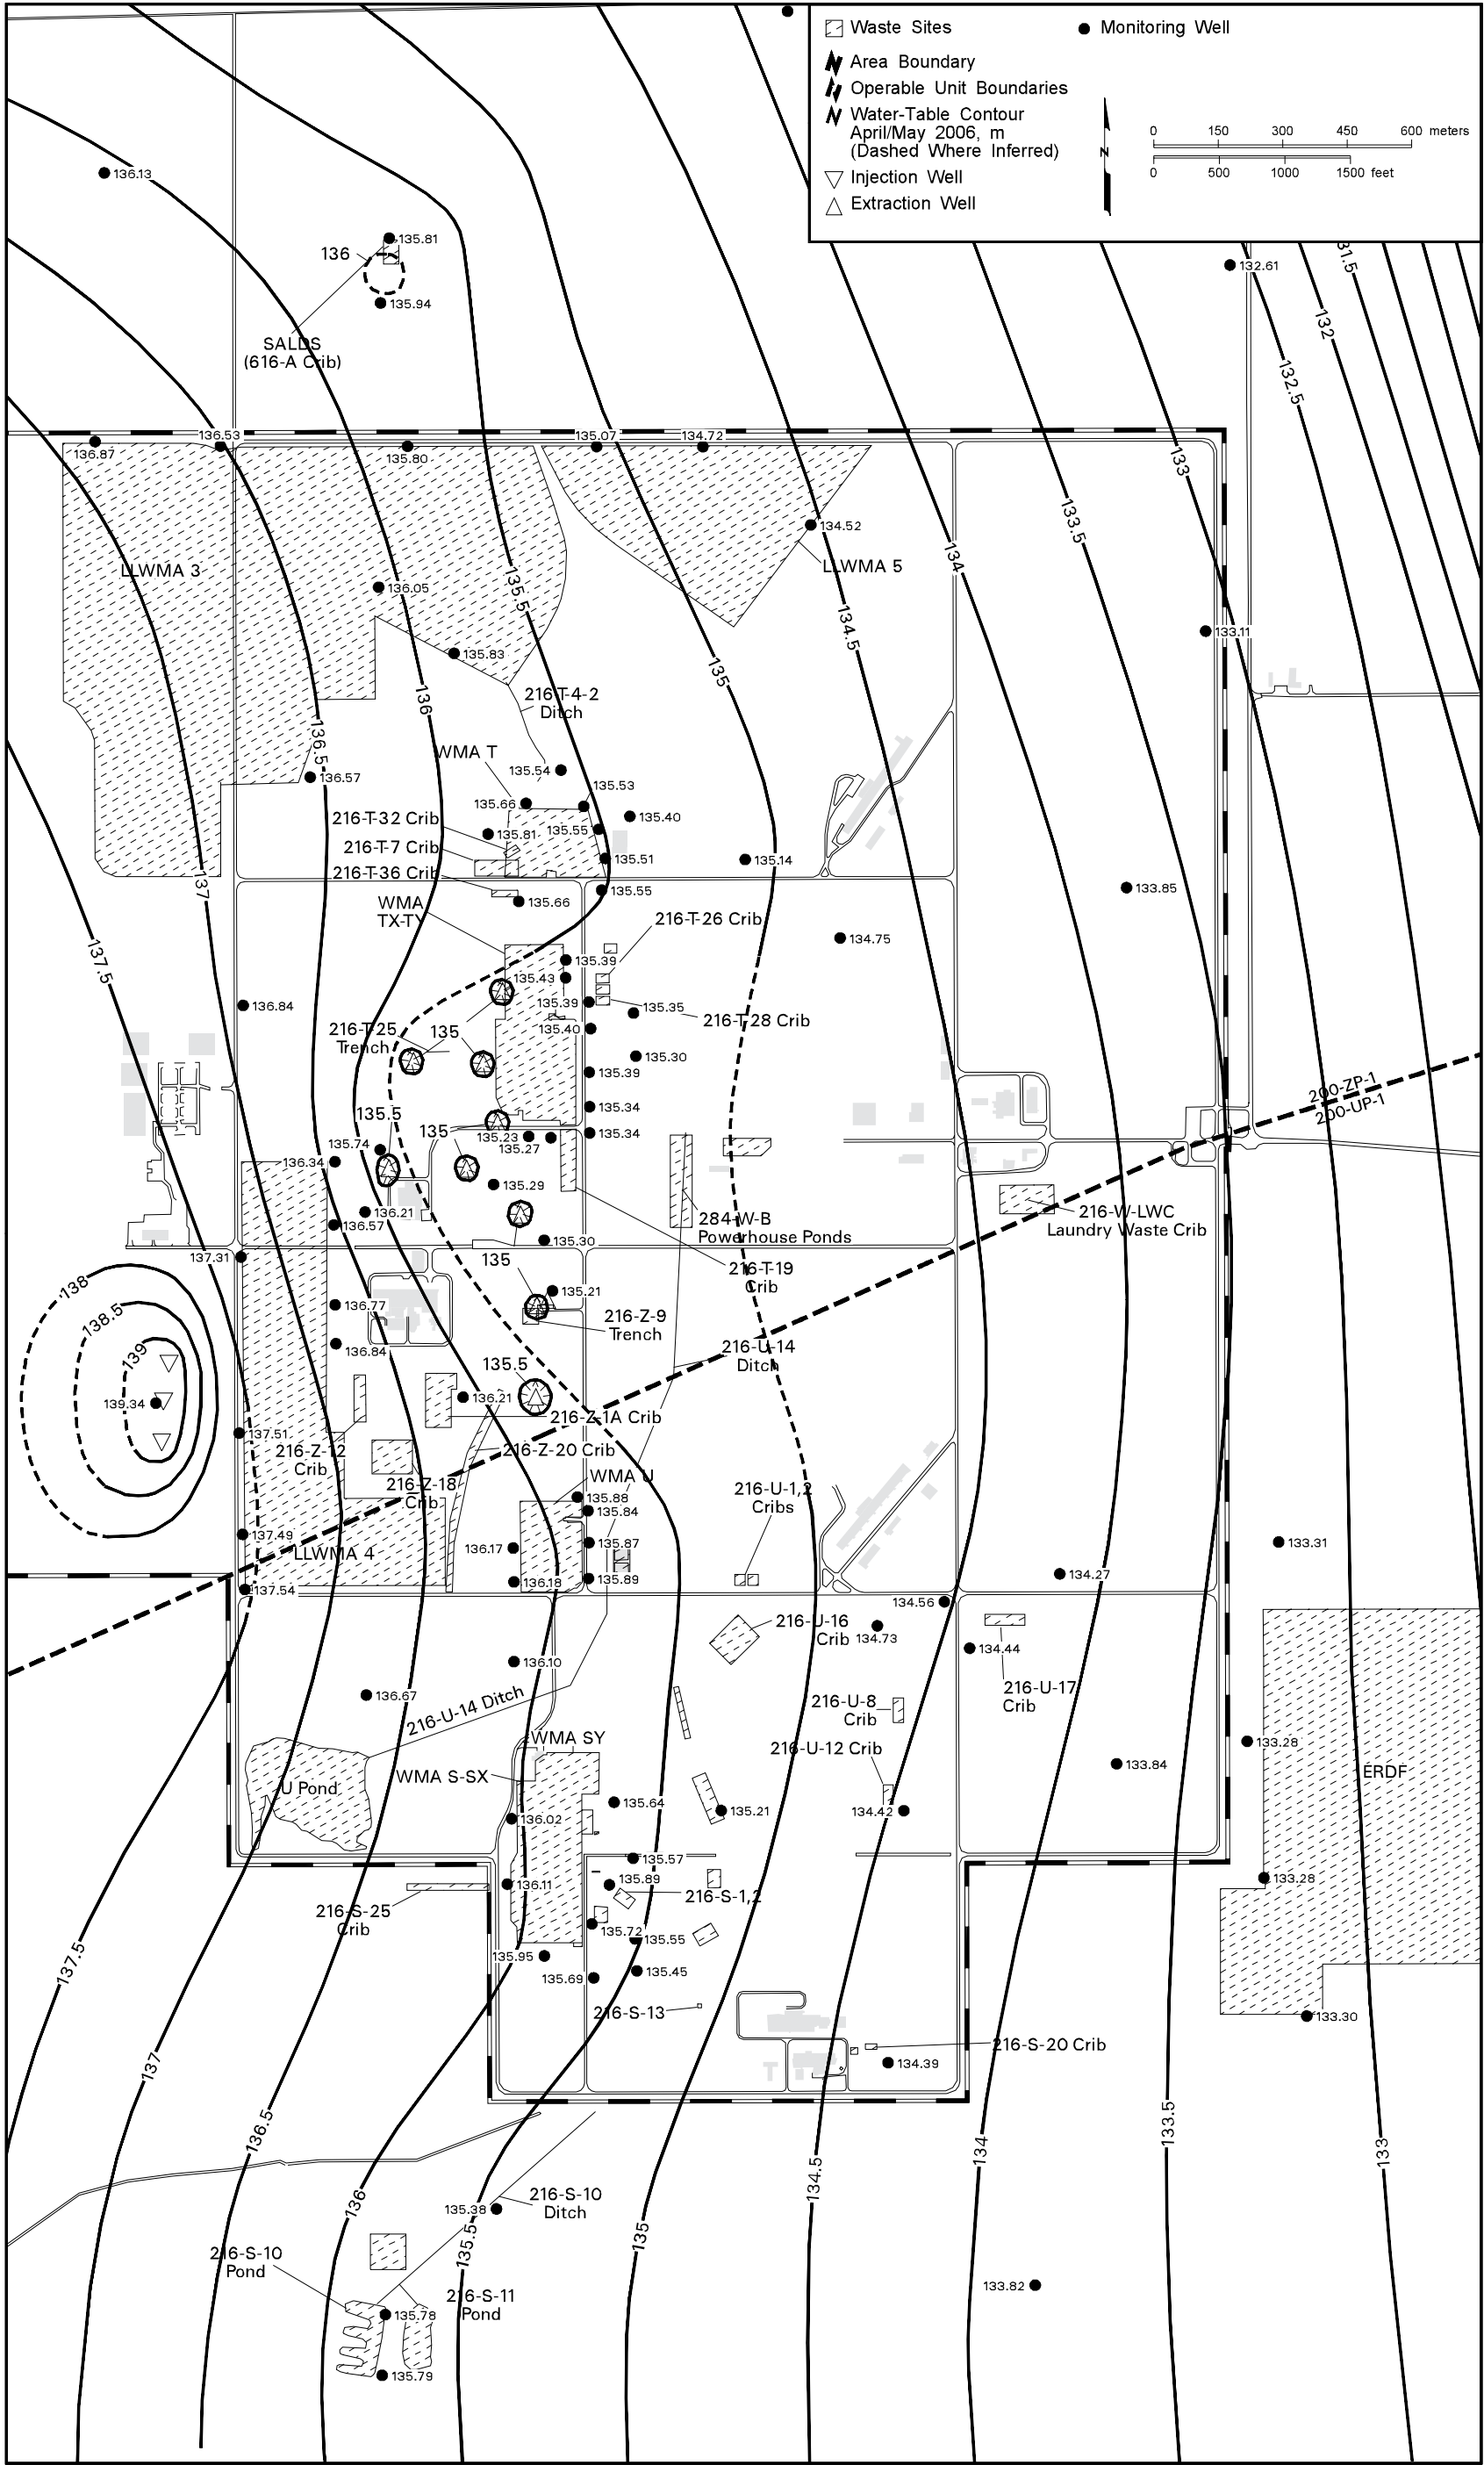 Waste Sites
Monitoring Well
Area Boundary
Operable Unit Boundaries
Water-Table Contour
April/May 2006, m
(Dashed Where Inferred)
Injection Well
Extraction Well
N
0 150 300 450 600 meters
0 500 1000 1500 feet
136.13
135.81
136
135.94
132.61
31.5
132
132.5
SALDS
(616-A Crib)
136.87
136.53
135.80
135.07
134.72
133
134.52
133.5
134
LLWMA 3
LLWMA 5
136.05
135.5
134.5
133.11
135.83
135
136
216-T-4-2
Ditch
136.5
WMA T
135.54
136.57
135.53
135.66
135.40
216-T-32 Crib
135.81
135.55
216-T-7 Crib
135.51
135.14
216-T-36 Crib
137
135.55
133.85
135.66
WMA
TX-TY
216-T-26 Crib
134.75
137.5
135.39
135.43
136.84
135.39
135.35
216-T-28 Crib
216-T-25
Trench
135
135.40
135.30
135.39
200-ZP-1
200-UP-1
135.34
135.5
135
135.23
135.27
135.34
135.74
136.34
135.29
136.21
136.57
216-W-LWC
Laundry Waste Crib
284-W-B
Powerhouse Ponds
135.30
137.31
135
216-T-19
Crib
138
135.21
138.5
136.77
216-Z-9
Trench
139
136.84
216-U-14
Ditch
135.5
139.34
136.21
216-Z-1A Crib
137.51
216-Z-12
Crib
216-Z-20 Crib
216-Z-18
Crib
WMA U
216-U-1,2
Cribs
135.88
135.84
137.49
136.17
135.87
133.31
LLWMA 4
136.18
135.89
134.27
137.54
134.56
216-U-16
Crib
134.73
134.44
136.10
216-U-17
Crib
136.67
216-U-14 Ditch
216-U-8
Crib
WMA SY
133.28
216-U-12 Crib
133.84
ERDF
WMA S-SX
U Pond
135.64
135.21
134.42
136.02
135.57
133.28
136.11
135.89
216-S-1,2
216-S-25
Crib
135.72
135.55
137.5
135.95
135.69
135.45
216-S-13
133.30
216-S-20 Crib
137
134.39
136.5
133.5
134
133
134.5
136
216-S-10
Ditch
135.38
135
135.5
216-S-10
Pond
133.82
216-S-11
Pond
135.78
135.79